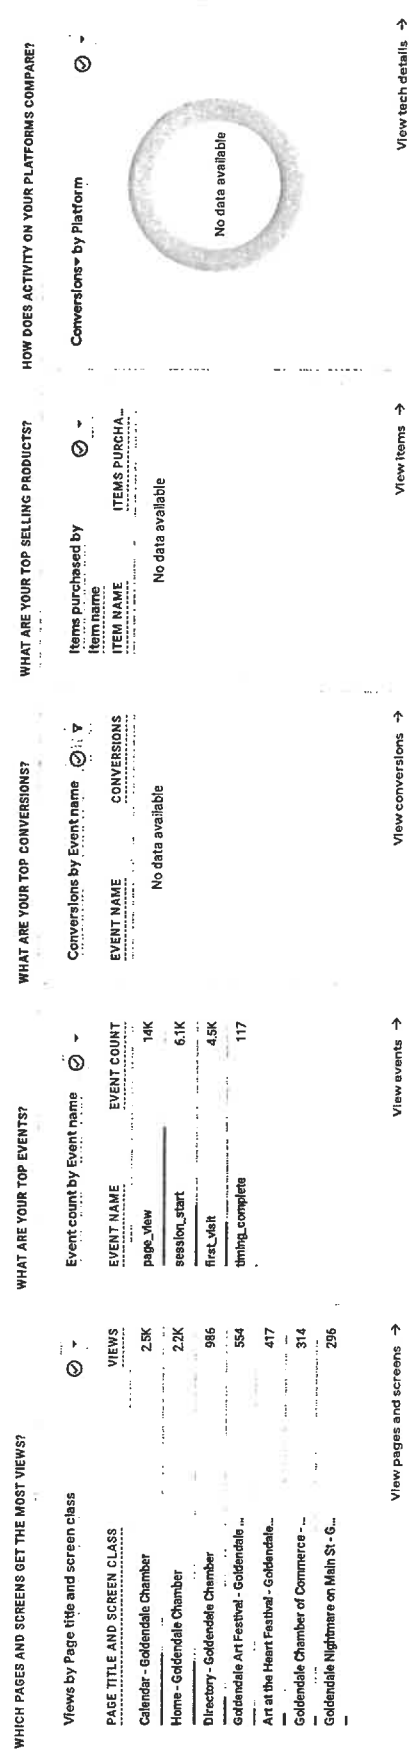 WHICH PAGES AND SCREENS GET THE MOST VIEWS?
Views by Page title and screen class
PAGE TITLE AND SCREEN CLASS VIEWS
Calendar - Goldendale Chamber 2.5K
Home - Goldendale Chamber 2.2K
Directory - Goldendale Chamber 986
Goldendale Art Festival - Goldendale ... 554
Art at the Heart Festival - Goldendale... 417
Goldendale Chamber of Commerce - ... 314
Goldendale Nightmare on Main St - G... 296
View pages and screens →
WHAT ARE YOUR TOP EVENTS?
Event count by Event name
EVENT NAME EVENT COUNT
page_view 14K
session_start 6.1K
first_visit 4.5K
timing_complete 117
View events →
WHAT ARE YOUR TOP CONVERSIONS?
Conversions by Event name
EVENT NAME CONVERSIONS
No data available
View conversions →
WHAT ARE YOUR TOP SELLING PRODUCTS?
Items purchased by
Item name
ITEM NAME ITEMS PURCHA...
No data available
View items →
HOW DOES ACTIVITY ON YOUR PLATFORMS COMPARE?
Conversions▾ by Platform
No data available
View tech details →